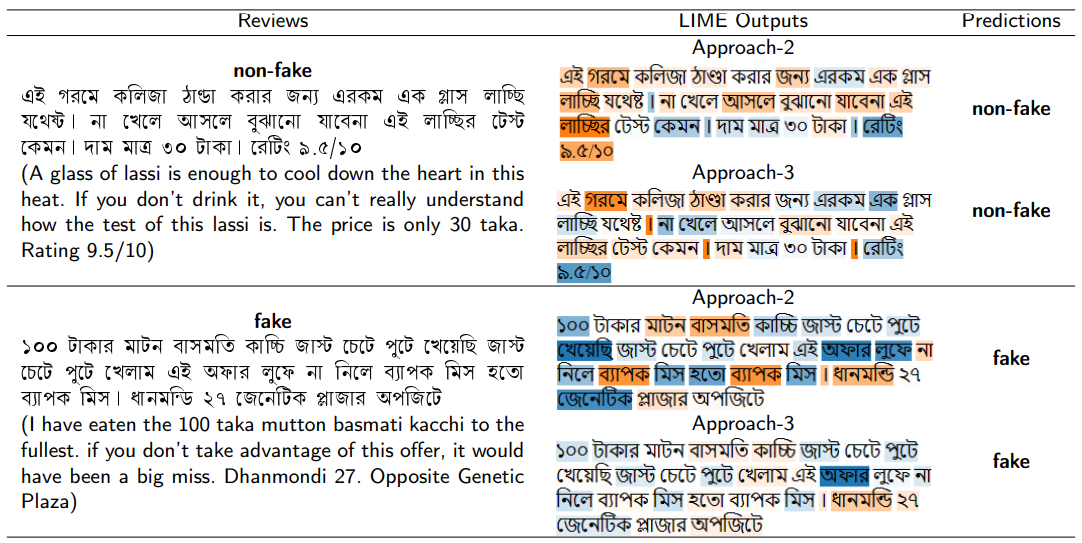 Reviews LIME Outputs Predictions
non-fake
এই গরমে কলিজা ঠান্ডা করার জন্য এরকম এক গ্লাস লাচ্ছি
যথেষ্ট। না খেলে আসলে বুঝানো যাবেনা এই লাচ্ছির টেস্ট
কেমন। দাম মাত্র ৩০ টাকা। রেটিং ৯.৫/১০
(A glass of lassi is enough to cool down the heart in this
heat. If you don't drink it, you can't really understand
how the test of this lassi is. The price is only 30 taka.
Rating 9.5/10)
Approach-2
এই গরমে কলিজা ঠাণ্ডা করার জন্য এরকম এক গ্লাস
লাচ্ছি যথেষ্ট । না খেলে আসলে বুঝানো যাবেনা এই
লাচ্ছির টেস্ট কেমন । দাম মাত্র ৩০ টাকা । রেটিং
৯.৫/১০
non-fake
Approach-3
এই গরমে কলিজা ঠাণ্ডা করার জন্য এরকম এক গ্লাস
লাচ্ছি যথেষ্ট । না খেলে আসলে বুঝানো যাবেনা এই
লাচ্ছির টেস্ট কেমন । দাম মাত্র ৩০ টাকা । রেটিং
৯.৫/১০
non-fake
fake
১০০ টাকার মাটন বাসমতি কাচ্চি জাস্ট চেটে পুটে খেয়েছি জাস্ট
চেটে পুটে খেলাম এই অফার লুফে না নিলে ব্যাপক মিস হতো
ব্যাপক মিস। ধানমন্ডি ২৭ জেনেটিক প্লাজার অপজিটে
(I have eaten the 100 taka mutton basmati kacchi to the
fullest. if you don't take advantage of this offer, it would
have been a big miss. Dhanmondi 27. Opposite Genetic
Plaza)
Approach-2
১০০ টাকার মাটন বাসমতি কাচ্চি জাস্ট চেটে পুটে
খেয়েছি জাস্ট চেটে পুটে খেলাম এই অফার লুফে না
নিলে ব্যাপক মিস হতো ব্যাপক মিস । ধানমন্ডি ২৭
জেনেটিক প্লাজার অপজিটে
fake
Approach-3
১০০ টাকার মাটন বাসমতি কাচ্চি জাস্ট চেটে পুটে
খেয়েছি জাস্ট চেটে পুটে খেলাম এই অফার লুফে না
নিলে ব্যাপক মিস হতো ব্যাপক মিস । ধানমন্ডি ২৭
জেনেটিক প্লাজার অপজিটে
fake